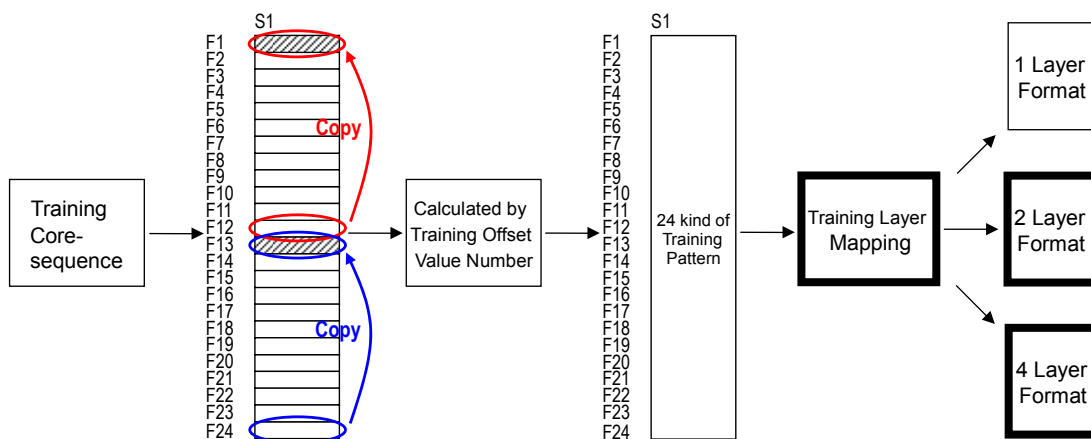 Training
Core-
sequence
S1
F1
F2
F3
F4
F5
F6
F7
F8
F9
F10
F11
F12
F13
F14
F15
F16
F17
F18
F19
F20
F21
F22
F23
F24
Copy
Copy
Calculated by
Training Offset
Value Number
S1
F1
F2
F3
F4
F5
F6
F7
F8
F9
F10
F11
F12
F13
F14
F15
F16
F17
F18
F19
F20
F21
F22
F23
F24
24 kind of
Training
Pattern
Training Layer
Mapping
1 Layer
Format
2 Layer
Format
4 Layer
Format